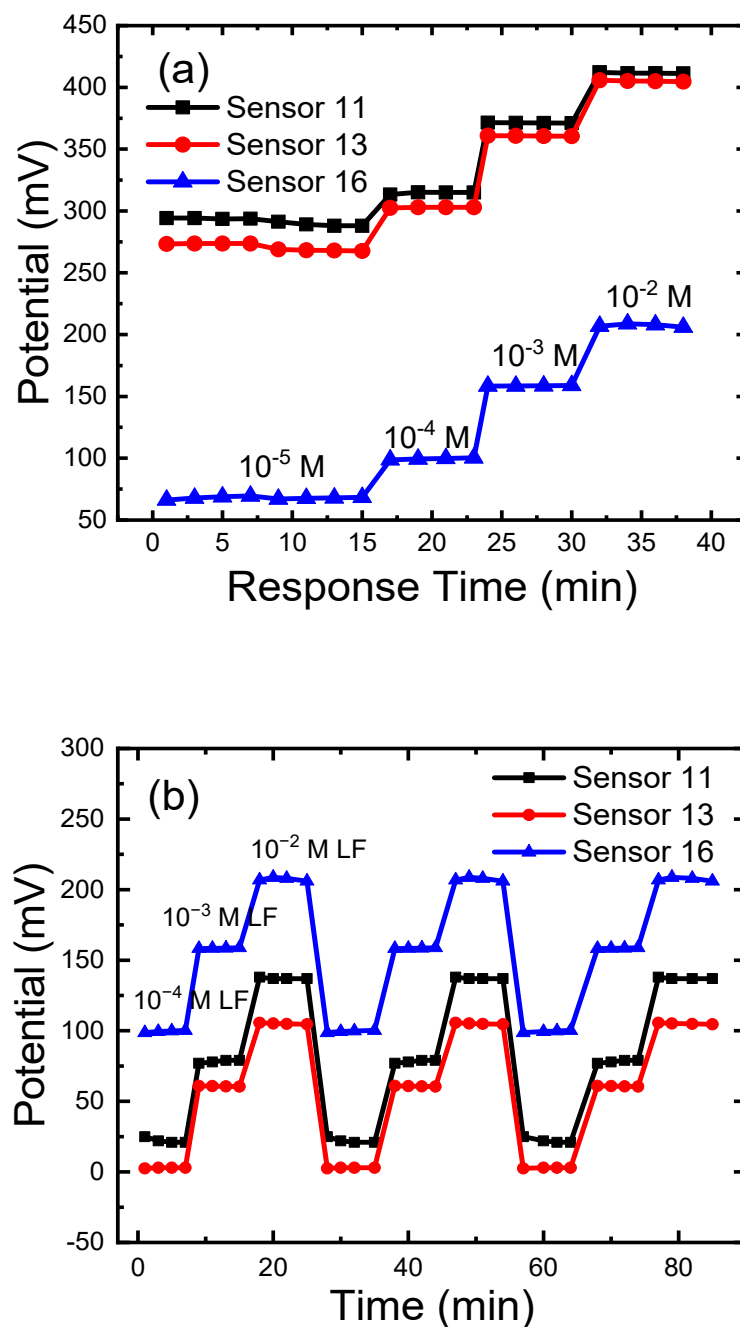 (a)
Sensor 11
Sensor 13
Sensor 16
Potential (mV)
450
400
350
300
250
200
150
100
50
10⁻⁵ M
10⁻⁴ M
10⁻³ M
10⁻² M
0 5 10 15 20 25 30 35 40
Response Time (min)
(b)
Sensor 11
Sensor 13
Sensor 16
Potential (mV)
300
250
200
150
100
50
0
-50
10⁻² M LF
10⁻³ M LF
10⁻⁴ M LF
0 20 40 60 80
Time (min)